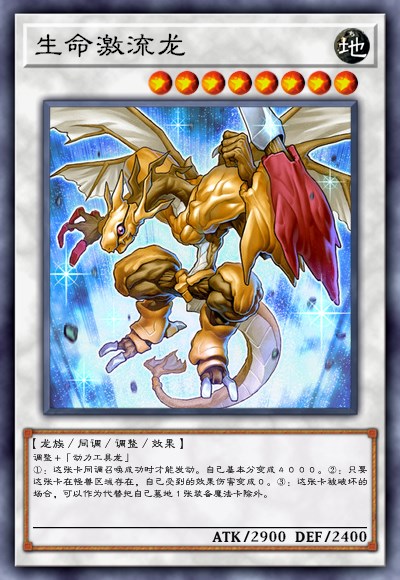 生命激流龙
地
【龙族／同调／调整／效果】
调整＋「动力工具龙」
①：这张卡同调召唤成功时才能发动。自己基本分变成４０００。②：只要
这张卡在怪兽区域存在，自己受到的效果伤害变成０。③：这张卡被破坏的
场合，可以作为代替把自己墓地１张装备魔法卡除外。
ATK/2900 DEF/2400